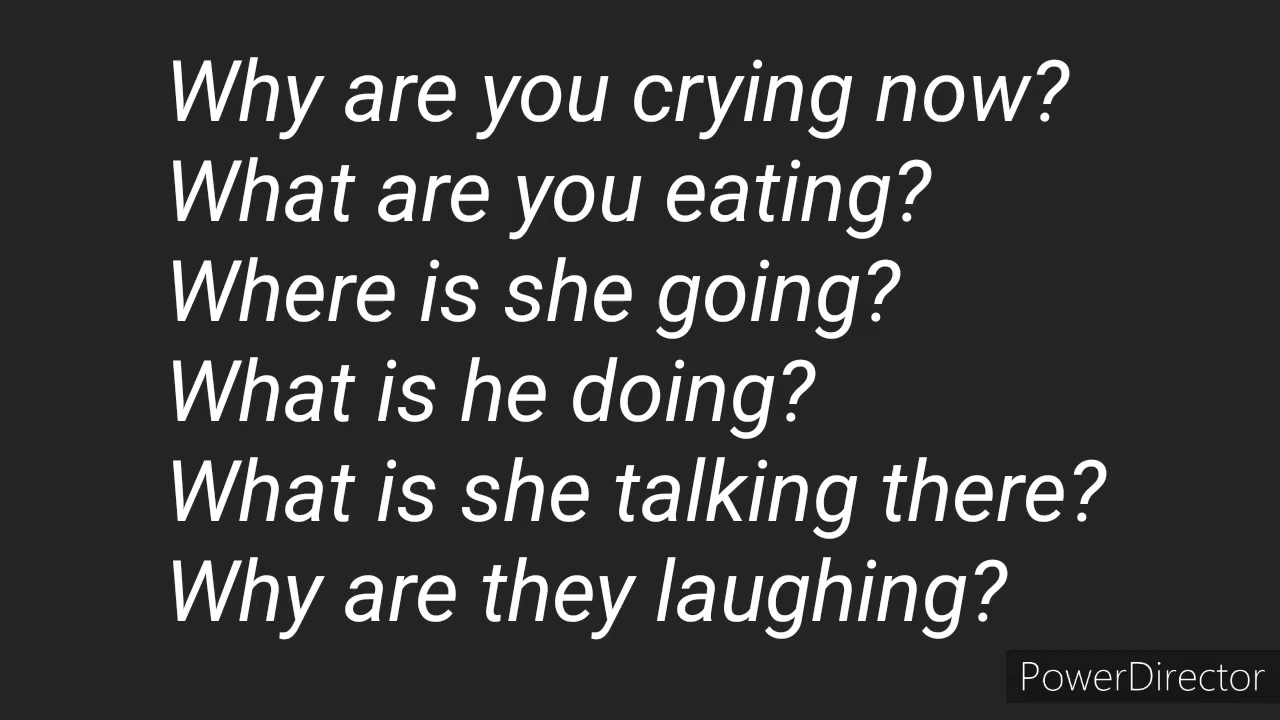 Why are you crying now?
What are you eating?
Where is she going?
What is he doing?
What is she talking there?
Why are they laughing?
PowerDirector